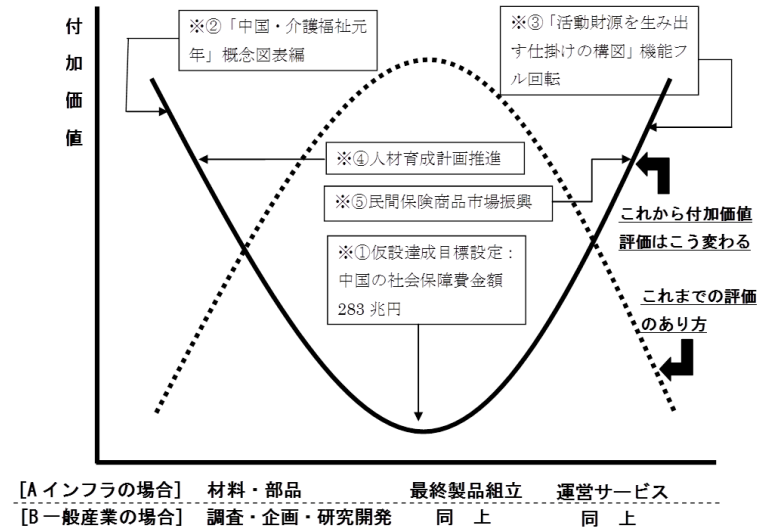 付加価値
※②「中国・介護福祉元
年」概念図表編
※③「活動財源を生み出
す仕掛けの構図」機能フ
ル回転
※④人材育成計画推進
※⑤民間保険商品市場振興
これから付加価値
評価はこう変わる
※①仮設達成目標設定：
中国の社会保障費金額
283 兆円
これまでの評価
のあり方
[A インフラの場合] 材料・部品 最終製品組立 運営サービス
[B 一般産業の場合] 調査・企画・研究開発 同 上 同 上